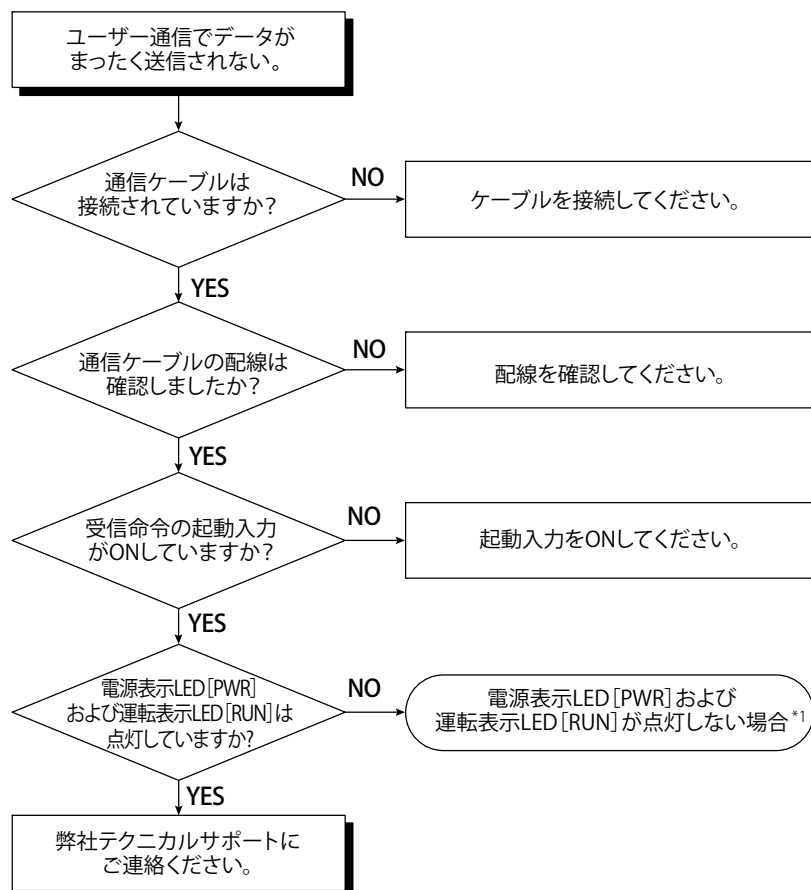 ユーザー通信でデータが
まったく送信されない。
通信ケーブルは
接続されていますか？
NO
ケーブルを接続してください。
YES
通信ケーブルの配線は
確認しましたか？
NO
配線を確認してください。
YES
受信命令の起動入力
がONしていますか？
NO
起動入力をONしてください。
YES
電源表示LED［PWR］
および運転表示LED［RUN］は
点灯していますか?
NO
電源表示LED［PWR］および
運転表示LED［RUN］が点灯しない場合*1
YES
弊社テクニカルサポートに
ご連絡ください。